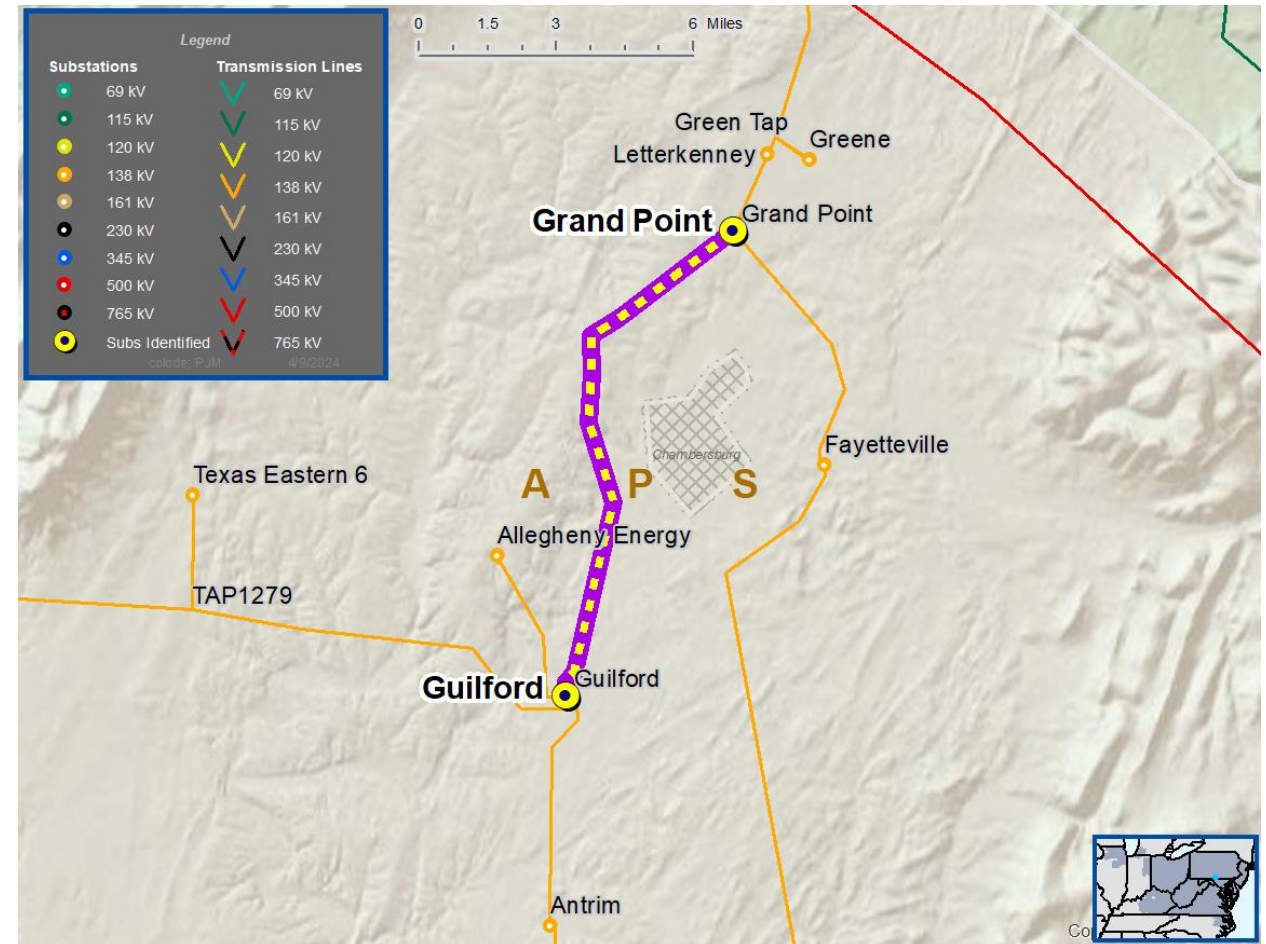 Legend
Substations
Transmission Lines
69 kV 69 kV
115 kV 115 kV
120 kV 120 kV
138 kV 138 kV
161 kV 161 kV
230 kV 230 kV
345 kV 345 kV
500 kV 500 kV
765 kV
Subs Identified 765 kV
colode: PJM 4/9/2024
0 1.5 3 6 Miles
Green Tap
Letterkenney
Greene
Grand Point
Grand Point
Chambersburg
Fayetteville
Texas Eastern 6
A P S
Allegheny Energy
TAP1279
Guilford
Guilford
Antrim